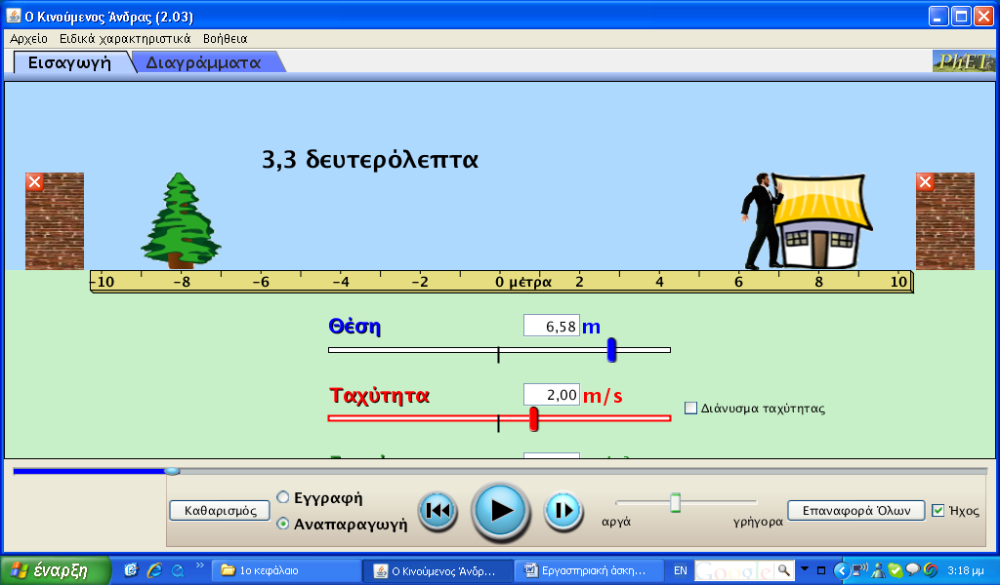 Ο Κινούμενος Άνδρας (2.03)
Αρχείο Ειδικά χαρακτηριστικά Βοήθεια
Εισαγωγή Διαγράμματα PhET
3,3 δευτερόλεπτα
-10 -8 -6 -4 -2 0 μέτρα 2 4 6 8 10
Θέση 6,58 m
Ταχύτητα 2,00 m/s
Διάνυσμα ταχύτητας
Καθαρισμός
Εγγραφή
Αναπαραγωγή
αργά γρήγορα
Επαναφορά Όλων
Ήχος
έναρξη
1ο κεφάλαιο
Ο Κινούμενος Άνδρ...
Εργαστηριακή άσκη...
EN
Google
3:18 μμ